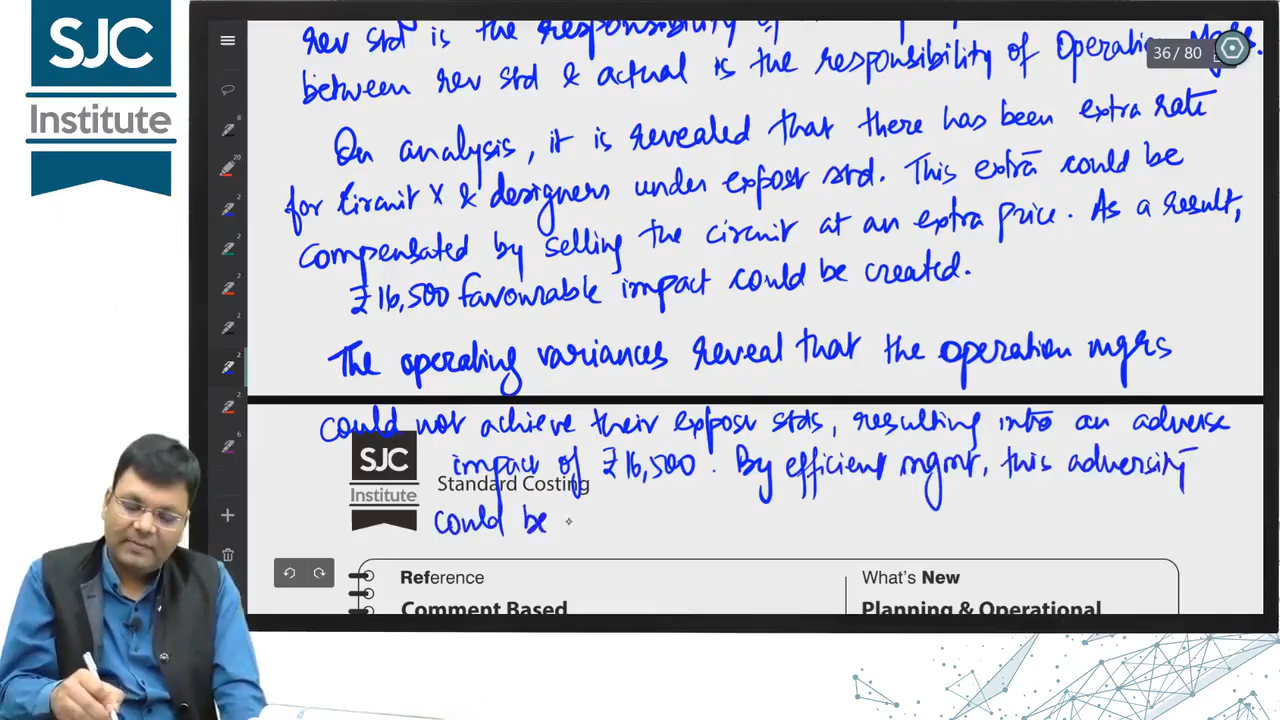 SJC
Institute
36 / 80
rev std is the responsibility of
between rev std & actual is the responsibility of Operation Mgrs.
On analysis, it is revealed that there has been extra rate
for Circuit X & designers under expost std. This extra could be
compensated by selling the circuit at an extra price. As a result,
₹16,500 favourable impact could be created.
The operating variances reveal that the operation mgrs
could not achieve their expost stds, resulting into an adverse
impact of ₹16,500. By efficient mgmt, this adversity
could be
SJC
Institute
Standard Costing
Reference
What's New
Comment Based
Planning & Operational